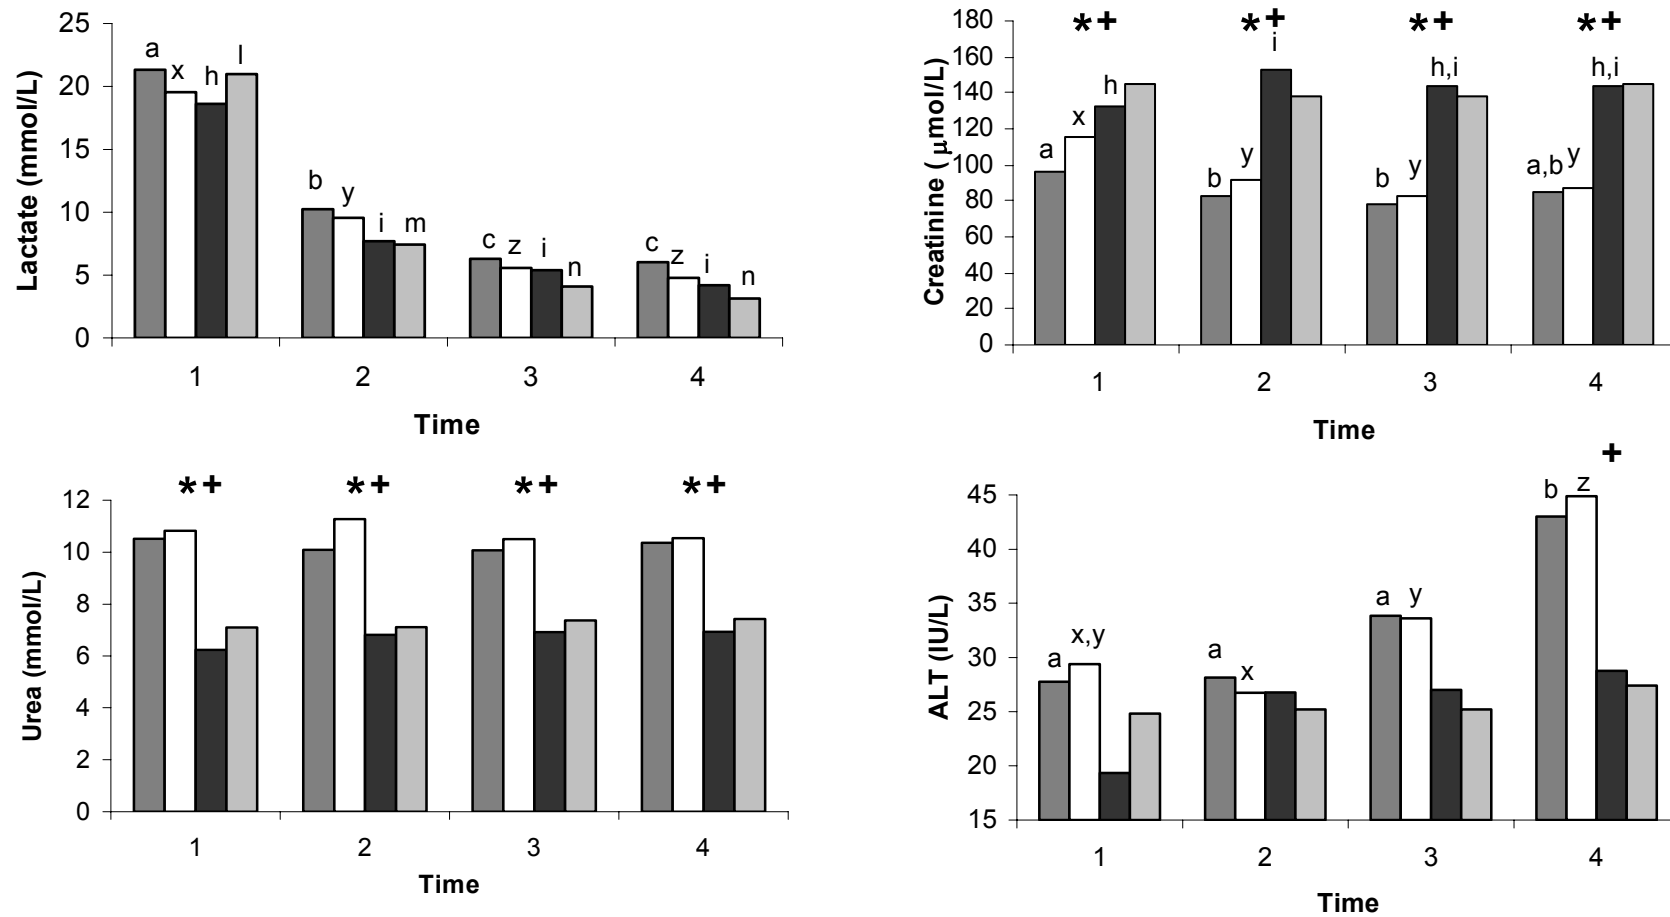 25
20
15
10
5
0
Lactate (mmol/L)
a x h l
b y i m
c z i n
c z i n
1 2 3 4
Time
180
160
140
120
100
80
60
40
20
0
Creatinine ( μmol/L)
*+ *+ *+ *+
a x h
b y i
b y h,i
a,b y h,i
1 2 3 4
Time
12
10
8
6
4
2
0
Urea (mmol/L)
*+ *+ *+ *+
1 2 3 4
Time
45
40
35
30
25
20
15
ALT (IU/L)
+
a x,y
a x
a y
b z
1 2 3 4
Time